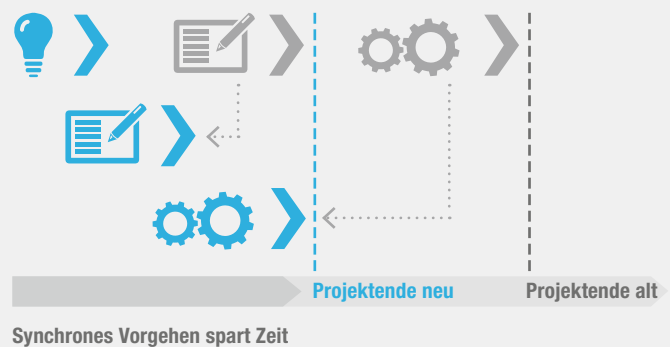 Projektende neu
Projektende alt
Synchrones Vorgehen spart Zeit